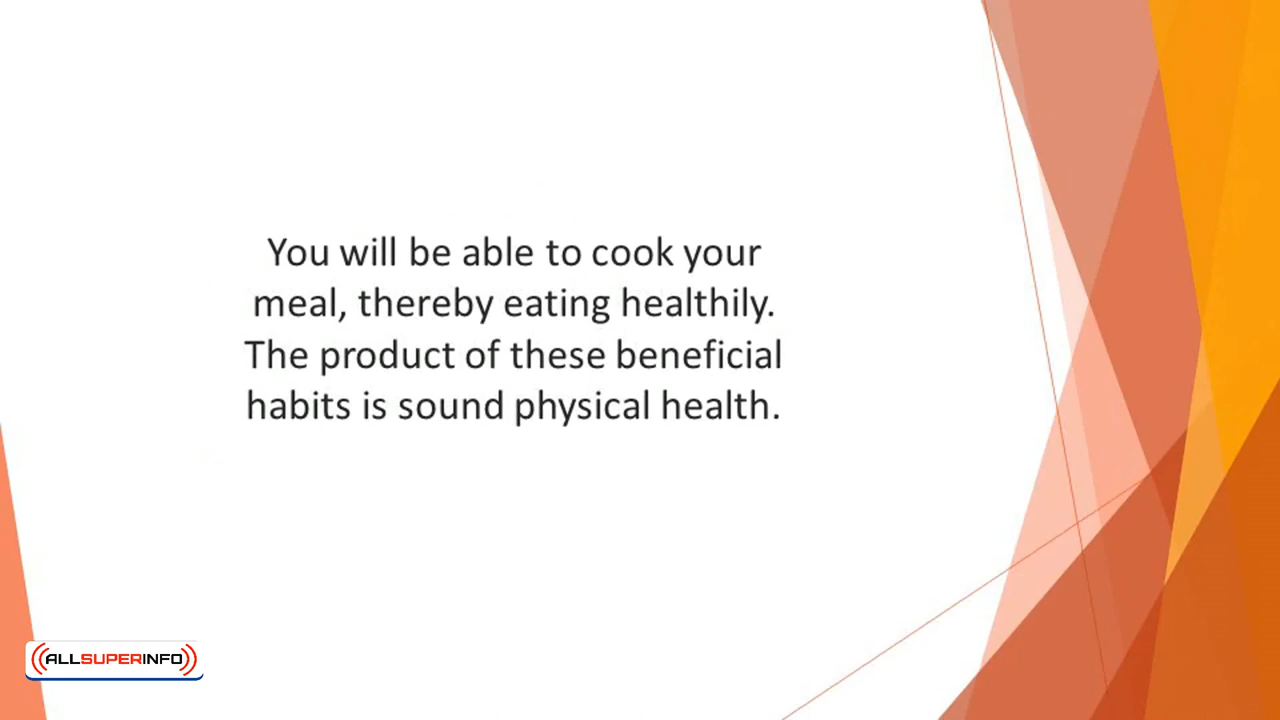 You will be able to cook your
meal, thereby eating healthily.
The product of these beneficial
habits is sound physical health.
ALLSUPERINFO